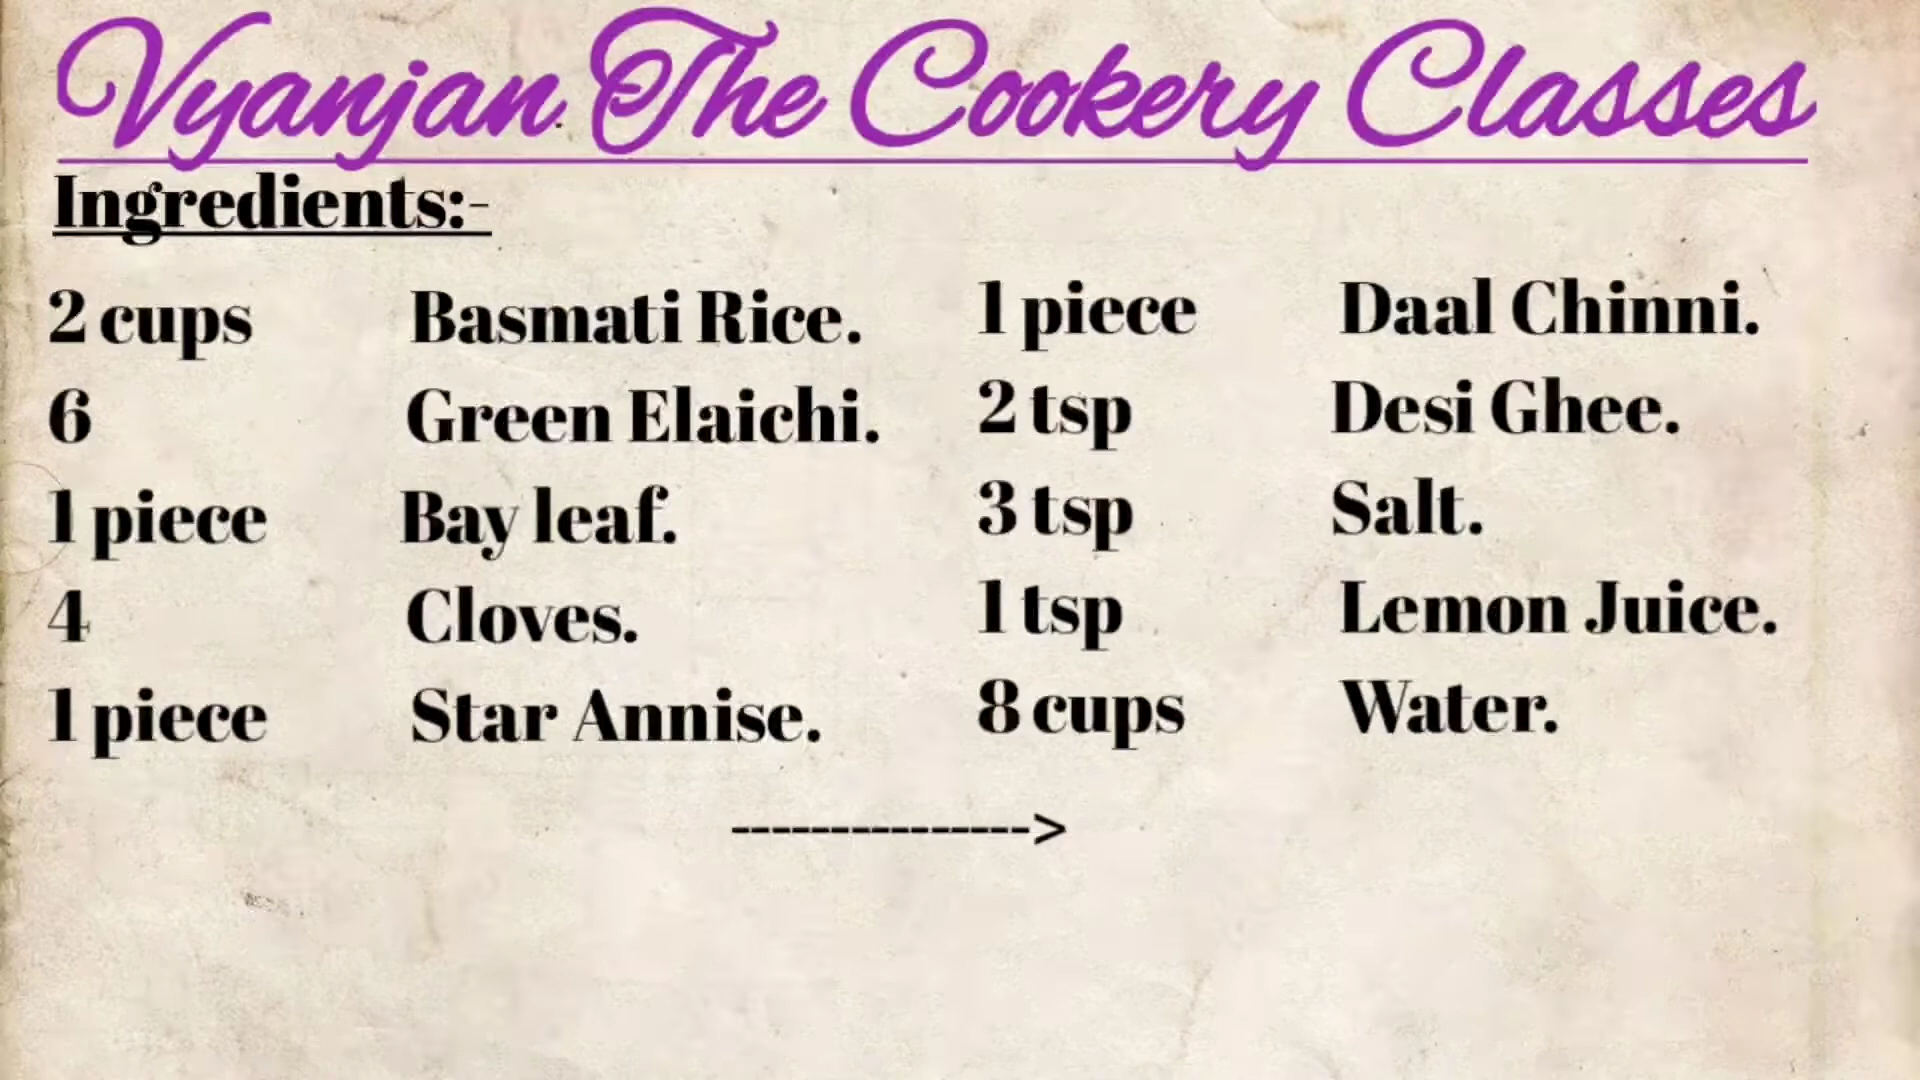 Vyanjan The Cookery Classes
Ingredients:-
2 cups Basmati Rice.
6 Green Elaichi.
1 piece Bay leaf.
4 Cloves.
1 piece Star Annise.
1 piece Daal Chinni.
2 tsp Desi Ghee.
3 tsp Salt.
1 tsp Lemon Juice.
8 cups Water.
--------------->